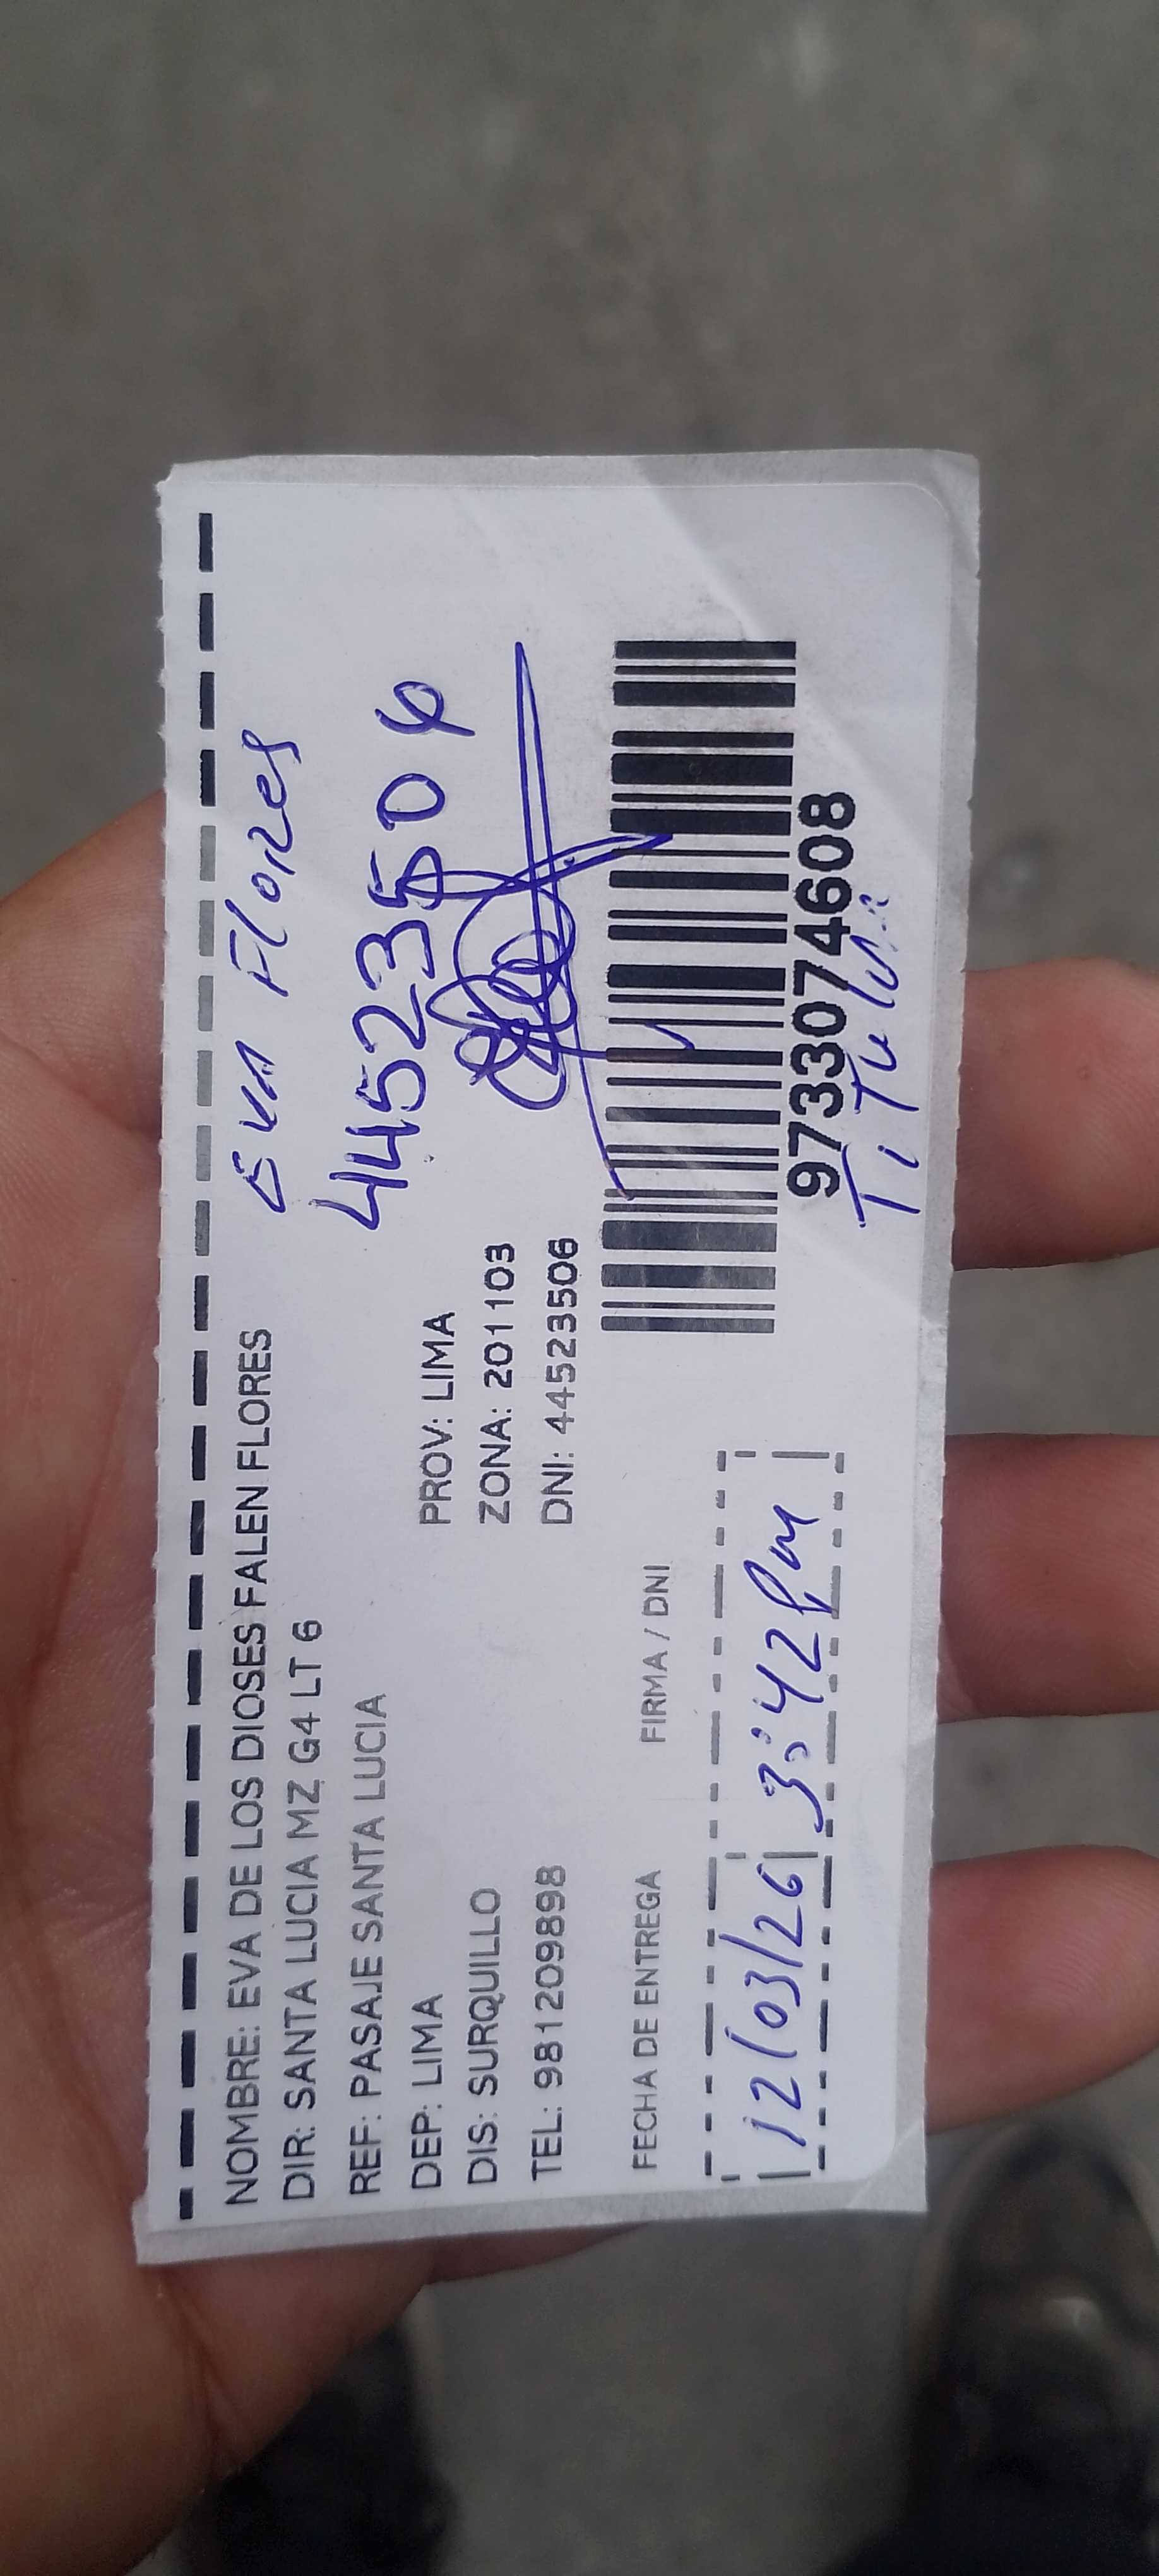 NOMBRE: EVA DE LOS DIOSES FALEN FLORES
Eva Flores
DIR: SANTA LUCIA MZ G4 LT 6
44523506
REF: PASAJE SANTA LUCIA
DEP: LIMA PROV: LIMA
DIS: SURQUILLO ZONA: 201103
TEL: 981209898 DNI: 44523506
FECHA DE ENTREGA FIRMA / DNI
12/03/26 3:42 Pm
9733074608
Titular